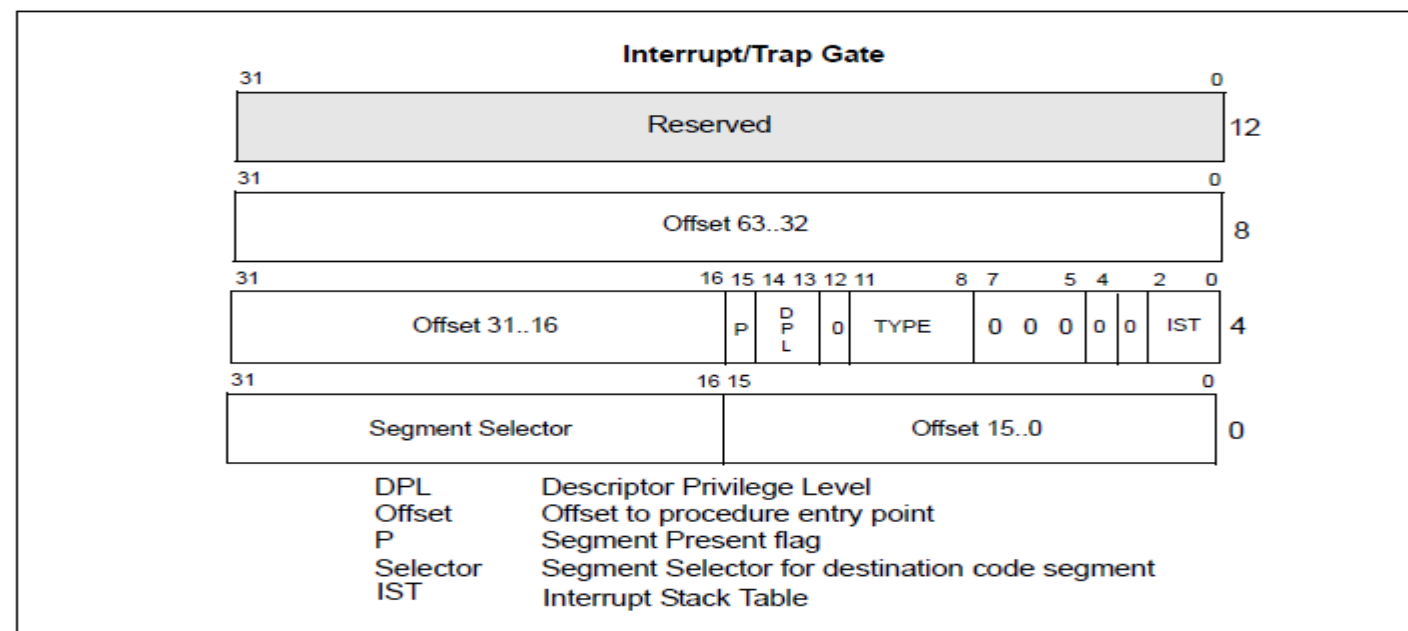 Interrupt/Trap Gate
31 0
Reserved 12
31 0
Offset 63..32 8
31 16 15 14 13 12 11 8 7 5 4 2 0
Offset 31..16 P DPL 0 TYPE 0 0 0 0 0 IST 4
31 16 15 0
Segment Selector Offset 15..0 0
DPL Descriptor Privilege Level
Offset Offset to procedure entry point
P Segment Present flag
Selector Segment Selector for destination code segment
IST Interrupt Stack Table